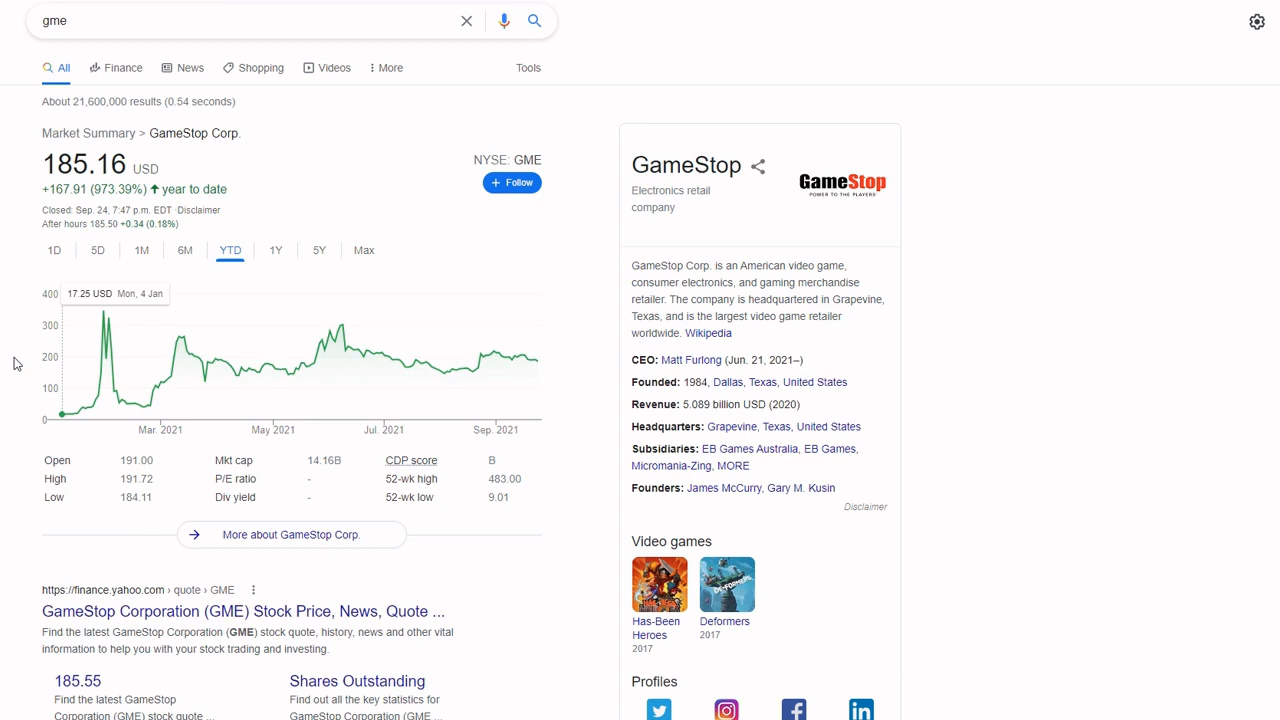 gme
All
Finance
News
Shopping
Videos
More
Tools
About 21,600,000 results (0.54 seconds)
Market Summary > GameStop Corp.
185.16 USD
+167.91 (973.39%) ↑ year to date
Closed: Sep. 24, 7:47 p.m. EDT ·Disclaimer
After hours 185.50 +0.34 (0.18%)
NYSE: GME
+ Follow
1D 5D 1M 6M YTD 1Y 5Y Max
17.25 USD Mon, 4 Jan
400
300
200
100
0
Mar. 2021 May 2021 Jul. 2021 Sep. 2021
Open 191.00 Mkt cap 14.16B CDP score B
High 191.72 P/E ratio - 52-wk high 483.00
Low 184.11 Div yield - 52-wk low 9.01
More about GameStop Corp.
https://finance.yahoo.com › quote › GME
GameStop Corporation (GME) Stock Price, News, Quote ...
Find the latest GameStop Corporation (GME) stock quote, history, news and other vital
information to help you with your stock trading and investing.
185.55
Find the latest GameStop
Corporation (GME) stock quote ...
Shares Outstanding
Find out all the key statistics for
GameStop Corporation (GME ...
GameStop
Electronics retail
company
GameStop
POWER TO THE PLAYERS
GameStop Corp. is an American video game,
consumer electronics, and gaming merchandise
retailer. The company is headquartered in Grapevine,
Texas, and is the largest video game retailer
worldwide. Wikipedia
CEO: Matt Furlong (Jun. 21, 2021–)
Founded: 1984, Dallas, Texas, United States
Revenue: 5.089 billion USD (2020)
Headquarters: Grapevine, Texas, United States
Subsidiaries: EB Games Australia, EB Games,
Micromania-Zing, MORE
Founders: James McCurry, Gary M. Kusin
Disclaimer
Video games
DE-FORMERS
Has-Been
Heroes
2017
Deformers
2017
Profiles
in